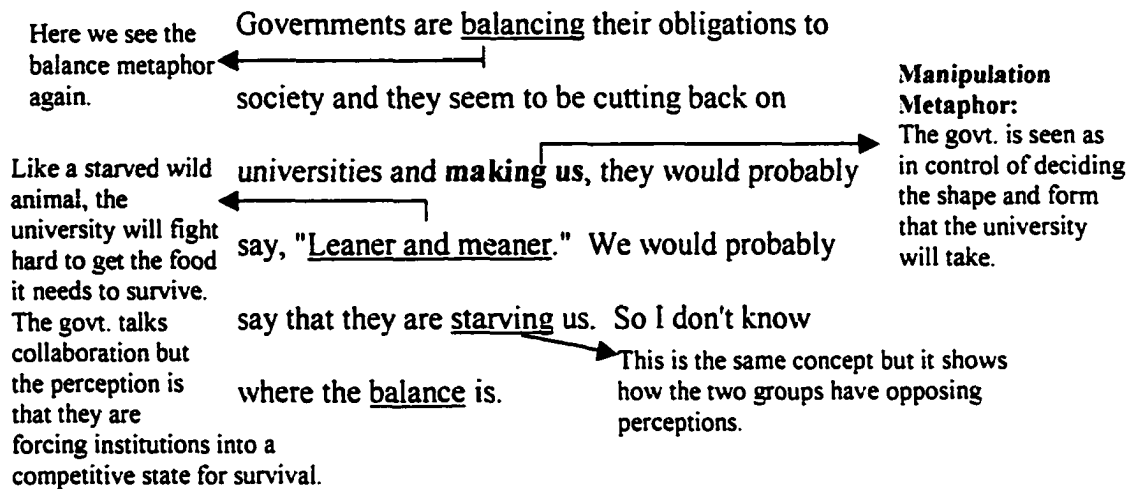 Here we see the
balance metaphor
again.
Governments are balancing their obligations to
society and they seem to be cutting back on
universities and making us, they would probably
say, "Leaner and meaner."  We would probably
say that they are starving us.  So I don't know
where the balance is.
Manipulation
Metaphor:
The govt. is seen as
in control of deciding
the shape and form
that the university
will take.
Like a starved wild
animal, the
university will fight
hard to get the food
it needs to survive.
The govt. talks
collaboration but
the perception is
that they are
forcing institutions into a
competitive state for survival.
This is the same concept but it shows
how the two groups have opposing
perceptions.